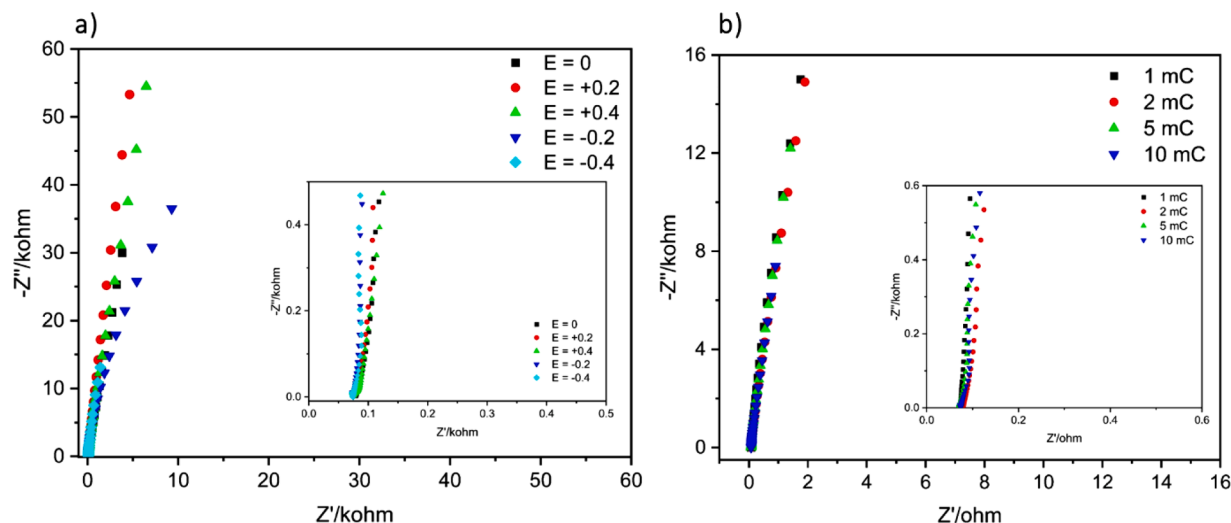 a)
60
50
40
30
20
10
0
-Z"/kohm
0 10 20 30 40 50 60
Z'/kohm
E = 0
E = +0.2
E = +0.4
E = -0.2
E = -0.4
0.4
0.2
0.0
-Z"/kohm
0.0 0.1 0.2 0.3 0.4 0.5
Z'/kohm
E = 0
E = +0.2
E = +0.4
E = -0.2
E = -0.4
b)
16
12
8
4
0
-Z"/kohm
0 2 4 6 8 10 12 14 16
Z'/ohm
1 mC
2 mC
5 mC
10 mC
0.6
0.4
0.2
0.0
-Z"/kohm
0.0 0.2 0.4 0.6
Z'/ohm
1 mC
2 mC
5 mC
10 mC